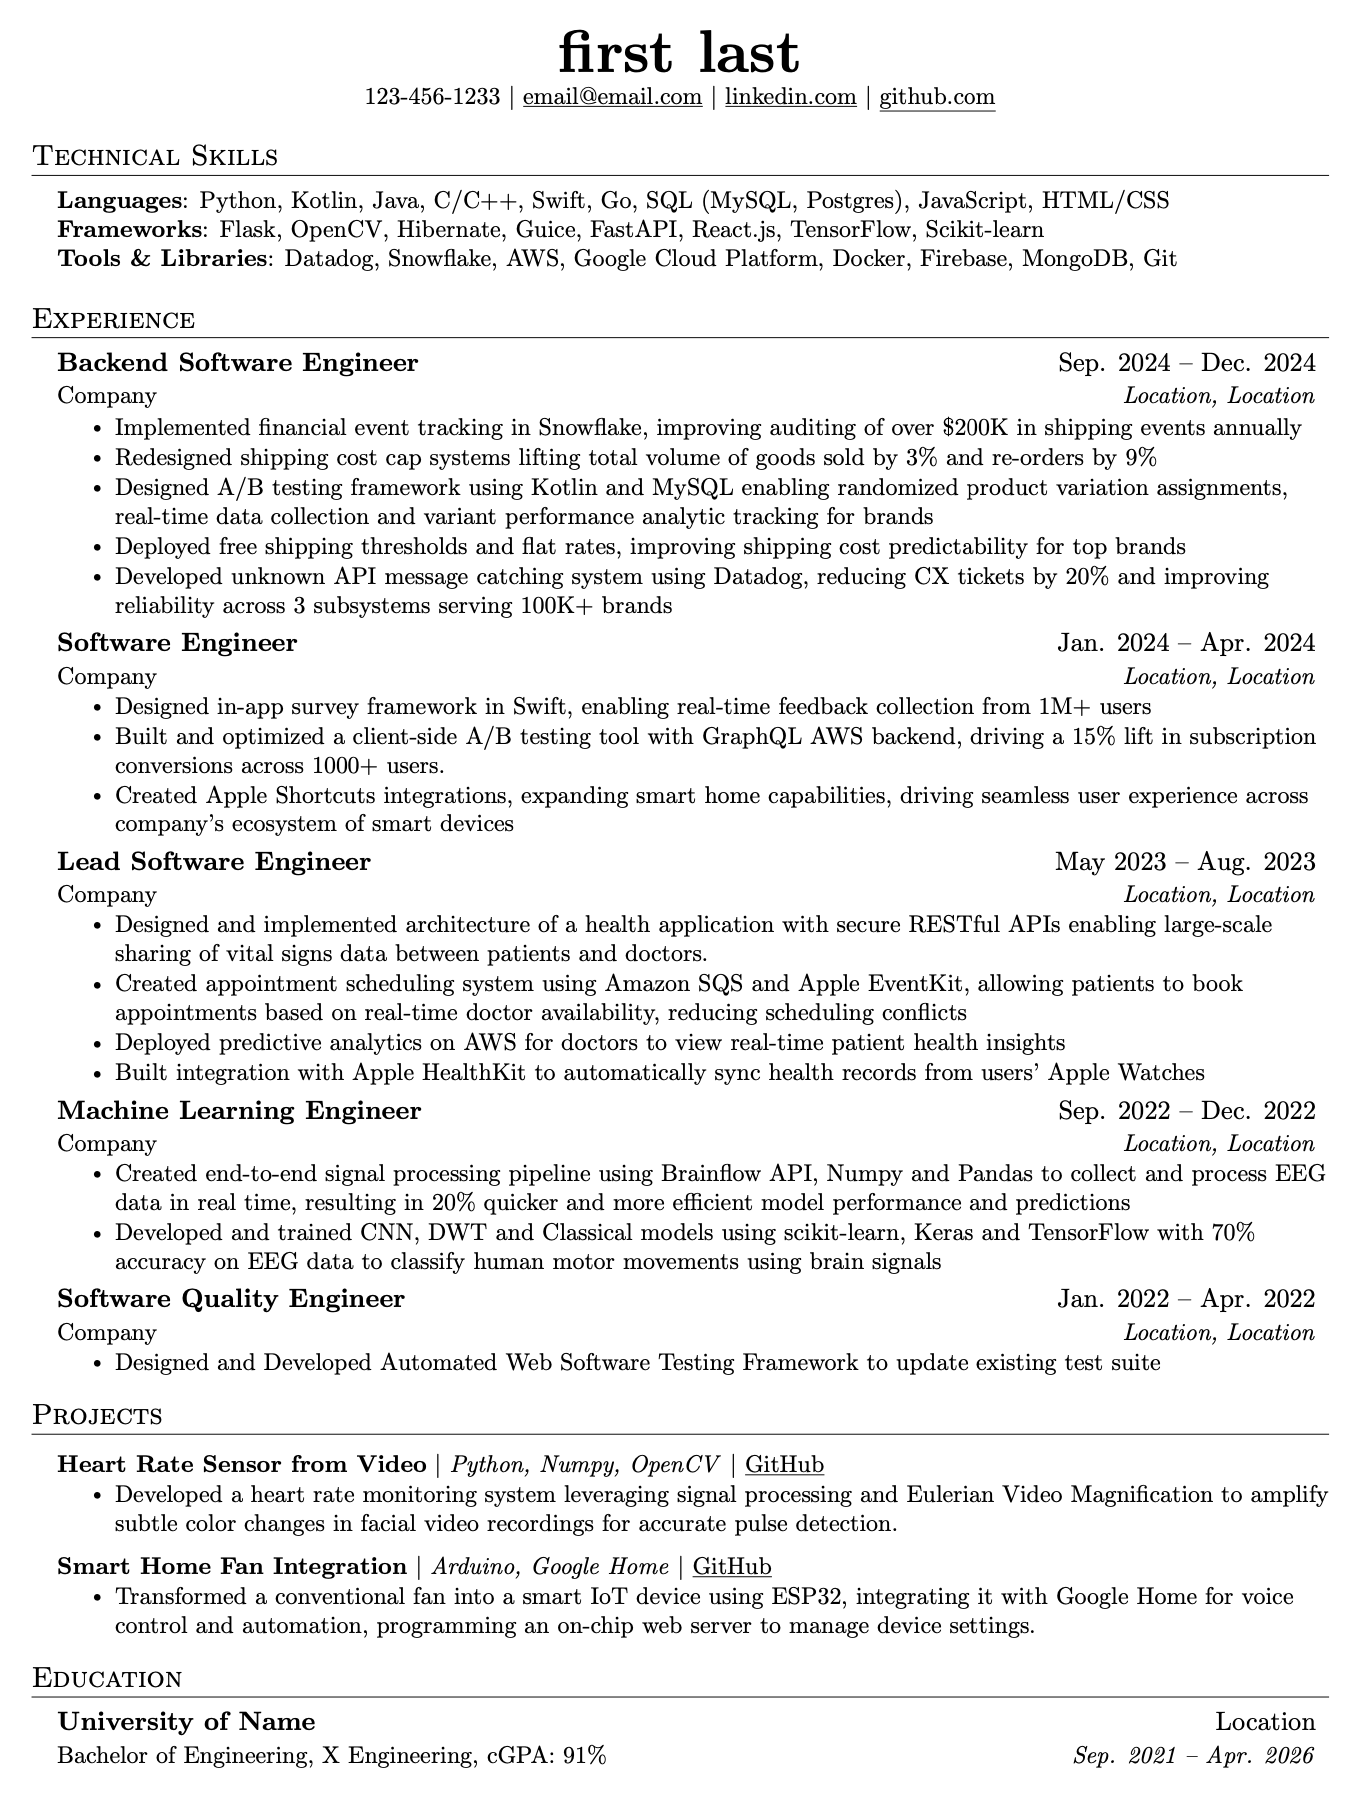 first last
123-456-1233 | email@email.com | linkedin.com | github.com
Technical Skills
Languages: Python, Kotlin, Java, C/C++, Swift, Go, SQL (MySQL, Postgres), JavaScript, HTML/CSS
Frameworks: Flask, OpenCV, Hibernate, Guice, FastAPI, React.js, TensorFlow, Scikit-learn
Tools & Libraries: Datadog, Snowflake, AWS, Google Cloud Platform, Docker, Firebase, MongoDB, Git
Experience
Backend Software Engineer Sep. 2024 – Dec. 2024
Company Location, Location
• Implemented financial event tracking in Snowflake, improving auditing of over $200K in shipping events annually
• Redesigned shipping cost cap systems lifting total volume of goods sold by 3% and re-orders by 9%
• Designed A/B testing framework using Kotlin and MySQL enabling randomized product variation assignments,
real-time data collection and variant performance analytic tracking for brands
• Deployed free shipping thresholds and flat rates, improving shipping cost predictability for top brands
• Developed unknown API message catching system using Datadog, reducing CX tickets by 20% and improving
reliability across 3 subsystems serving 100K+ brands
Software Engineer Jan. 2024 – Apr. 2024
Company Location, Location
• Designed in-app survey framework in Swift, enabling real-time feedback collection from 1M+ users
• Built and optimized a client-side A/B testing tool with GraphQL AWS backend, driving a 15% lift in subscription
conversions across 1000+ users.
• Created Apple Shortcuts integrations, expanding smart home capabilities, driving seamless user experience across
company's ecosystem of smart devices
Lead Software Engineer May 2023 – Aug. 2023
Company Location, Location
• Designed and implemented architecture of a health application with secure RESTful APIs enabling large-scale
sharing of vital signs data between patients and doctors.
• Created appointment scheduling system using Amazon SQS and Apple EventKit, allowing patients to book
appointments based on real-time doctor availability, reducing scheduling conflicts
• Deployed predictive analytics on AWS for doctors to view real-time patient health insights
• Built integration with Apple HealthKit to automatically sync health records from users' Apple Watches
Machine Learning Engineer Sep. 2022 – Dec. 2022
Company Location, Location
• Created end-to-end signal processing pipeline using Brainflow API, Numpy and Pandas to collect and process EEG
data in real time, resulting in 20% quicker and more efficient model performance and predictions
• Developed and trained CNN, DWT and Classical models using scikit-learn, Keras and TensorFlow with 70%
accuracy on EEG data to classify human motor movements using brain signals
Software Quality Engineer Jan. 2022 – Apr. 2022
Company Location, Location
• Designed and Developed Automated Web Software Testing Framework to update existing test suite
Projects
Heart Rate Sensor from Video | Python, Numpy, OpenCV | GitHub
• Developed a heart rate monitoring system leveraging signal processing and Eulerian Video Magnification to amplify
subtle color changes in facial video recordings for accurate pulse detection.
Smart Home Fan Integration | Arduino, Google Home | GitHub
• Transformed a conventional fan into a smart IoT device using ESP32, integrating it with Google Home for voice
control and automation, programming an on-chip web server to manage device settings.
Education
University of Name Location
Bachelor of Engineering, X Engineering, cGPA: 91% Sep. 2021 – Apr. 2026